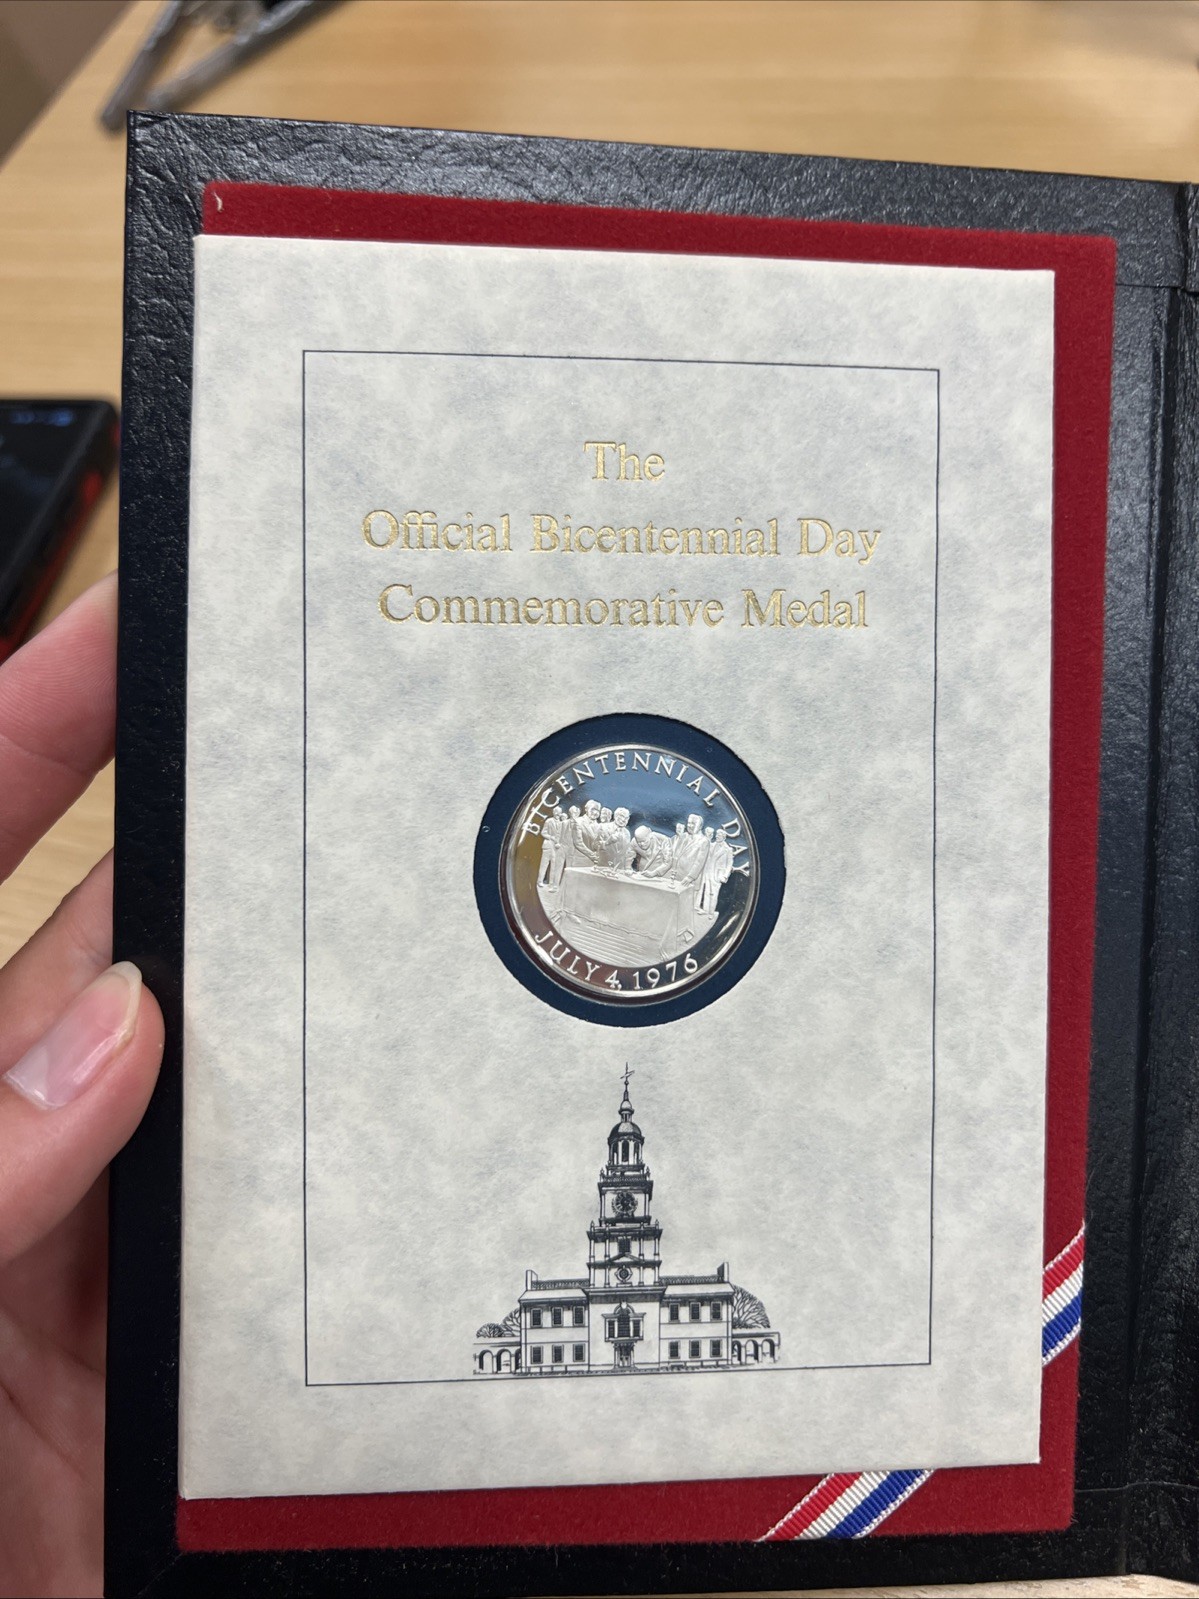 The
Official Bicentennial Day
Commemorative Medal
BICENTENNIAL DAY
JULY 4, 1976